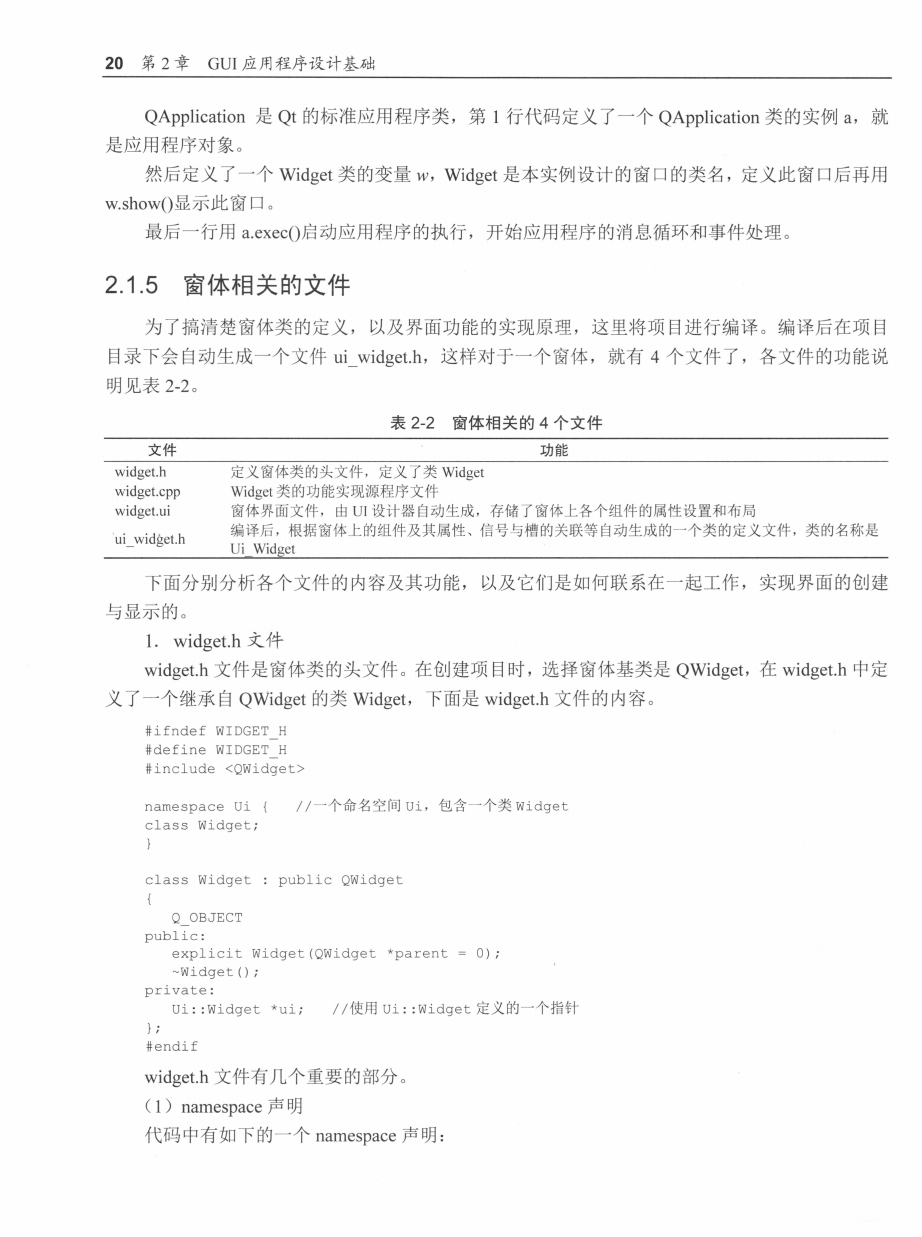 20 第 2 章 GUI 应用程序设计基础
QApplication 是 Qt 的标准应用程序类，第 1 行代码定义了一个 QApplication 类的实例 a，就
是应用程序对象。
然后定义了一个 Widget 类的变量 w，Widget 是本实例设计的窗口的类名，定义此窗口后再用
w.show()显示此窗口。
最后一行用 a.exec()启动应用程序的执行，开始应用程序的消息循环和事件处理。
2.1.5 窗体相关的文件
为了搞清楚窗体类的定义，以及界面功能的实现原理，这里将项目进行编译。编译后在项目
目录下会自动生成一个文件 ui_widget.h，这样对于一个窗体，就有 4 个文件了，各文件的功能说
明见表 2-2。
表 2-2 窗体相关的 4 个文件
文件 功能
widget.h 定义窗体类的头文件，定义了类 Widget
widget.cpp Widget 类的功能实现源程序文件
widget.ui 窗体界面文件，由 UI 设计器自动生成，存储了窗体上各个组件的属性设置和布局
ui_widget.h 编译后，根据窗体上的组件及其属性、信号与槽的关联等自动生成的一个类的定义文件，类的名称是
Ui_Widget
下面分别分析各个文件的内容及其功能，以及它们是如何联系在一起工作，实现界面的创建
与显示的。
1．widget.h 文件
widget.h 文件是窗体类的头文件。在创建项目时，选择窗体基类是 QWidget，在 widget.h 中定
义了一个继承自 QWidget 的类 Widget，下面是 widget.h 文件的内容。
#ifndef WIDGET_H
#define WIDGET_H
#include <QWidget>
namespace Ui { //一个命名空间 Ui，包含一个类 Widget
class Widget;
}
class Widget : public QWidget
{
Q_OBJECT
public:
explicit Widget(QWidget *parent = 0);
~Widget();
private:
Ui::Widget *ui; //使用 Ui::Widget 定义的一个指针
};
#endif
widget.h 文件有几个重要的部分。
（1）namespace 声明
代码中有如下的一个 namespace 声明：